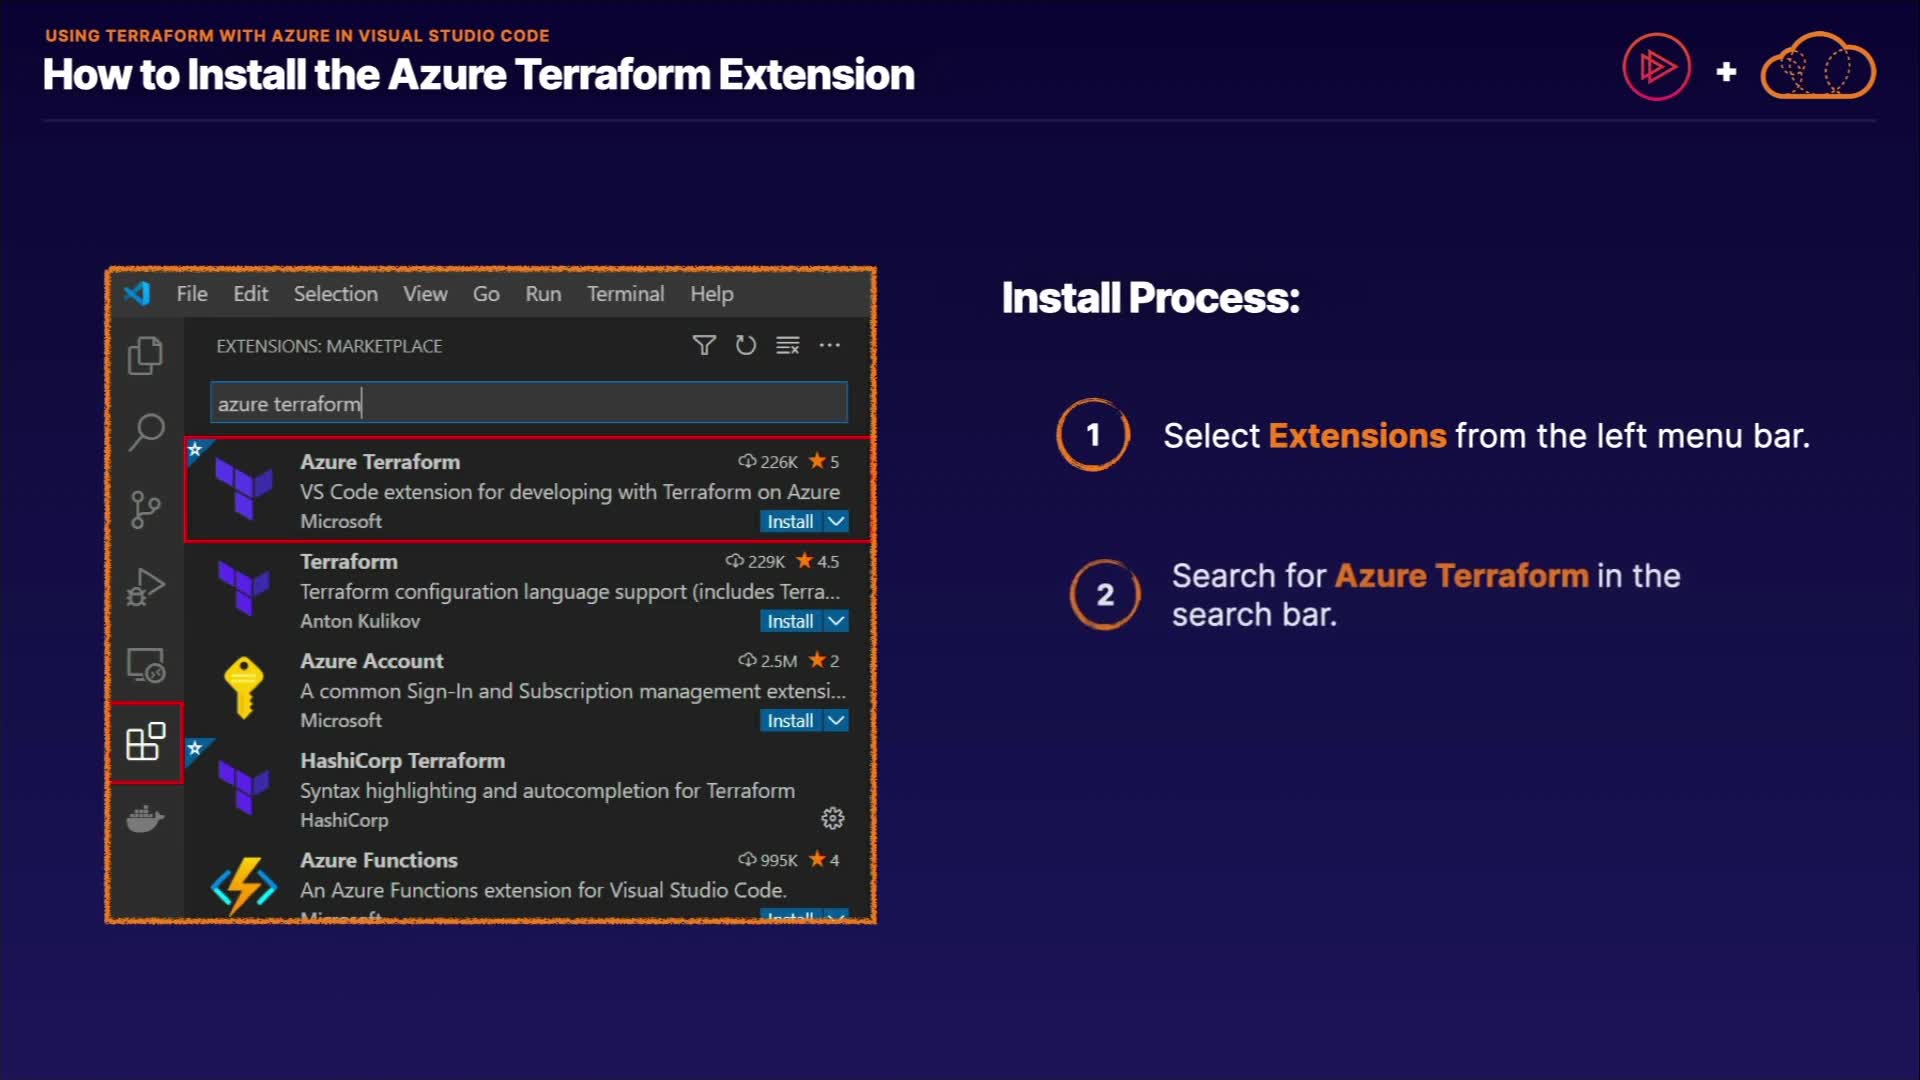 USING TERRAFORM WITH AZURE IN VISUAL STUDIO CODE
How to Install the Azure Terraform Extension
+
File Edit Selection View Go Run Terminal Help
EXTENSIONS: MARKETPLACE
azure terraform
Azure Terraform 226K 5
VS Code extension for developing with Terraform on Azure
Microsoft Install
Terraform 229K 4.5
Terraform configuration language support (includes Terra...
Anton Kulikov Install
Azure Account 2.5M 2
A common Sign-In and Subscription management extensi...
Microsoft Install
HashiCorp Terraform
Syntax highlighting and autocompletion for Terraform
HashiCorp
Azure Functions 995K 4
An Azure Functions extension for Visual Studio Code.
Microsoft Install
Install Process:
1 Select Extensions from the left menu bar.
2 Search for Azure Terraform in the
search bar.